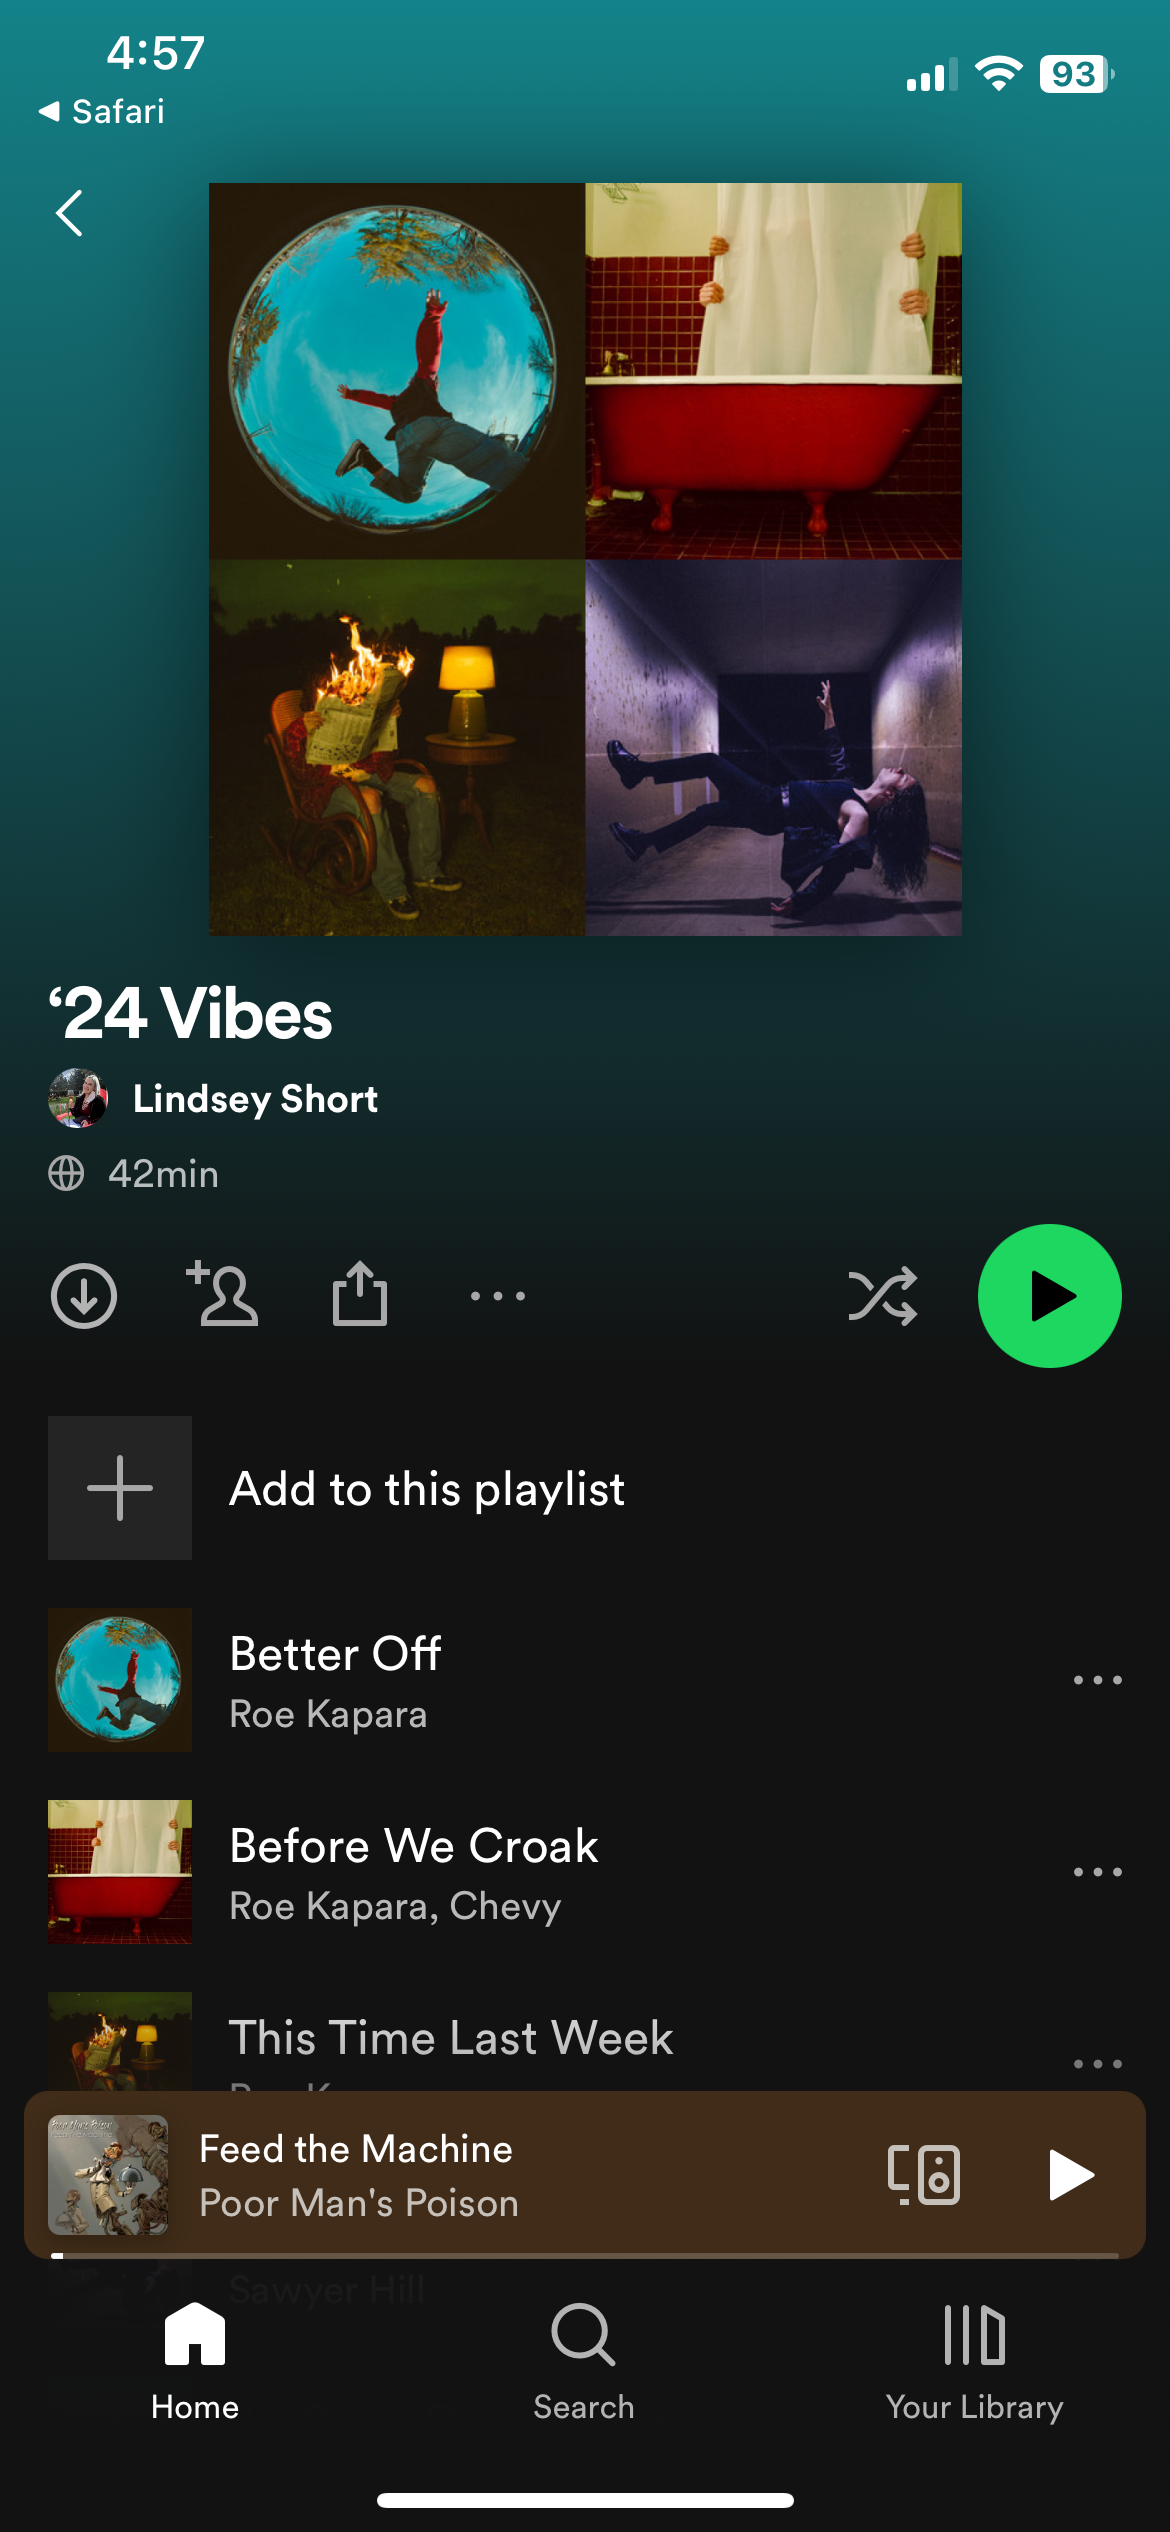 4:57
93
Safari
‘24 Vibes
Lindsey Short
42min
Add to this playlist
Better Off
Roe Kapara
Before We Croak
Roe Kapara, Chevy
This Time Last Week
Feed the Machine
Poor Man's Poison
Sawyer Hill
Home
Search
Your Library